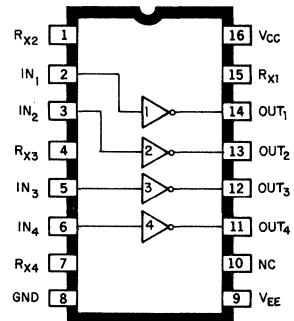 RX2 1 16 VCC
IN1 2 15 RX1
IN2 3 1 14 OUT1
RX3 4 2 13 OUT2
IN3 5 3 12 OUT3
IN4 6 4 11 OUT4
RX4 7 10 NC
GND 8 9 VEE